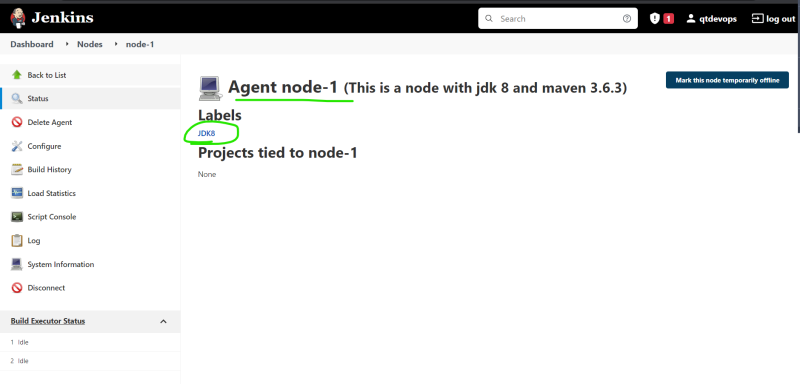 Jenkins
Search
1
qtdevops
log out
Dashboard
Nodes
node-1
Back to List
Status
Delete Agent
Configure
Build History
Load Statistics
Script Console
Log
System Information
Disconnect
Build Executor Status
1 Idle
2 Idle
Agent node-1 (This is a node with jdk 8 and maven 3.6.3)
Mark this node temporarily offline
Labels
JDK8
Projects tied to node-1
None